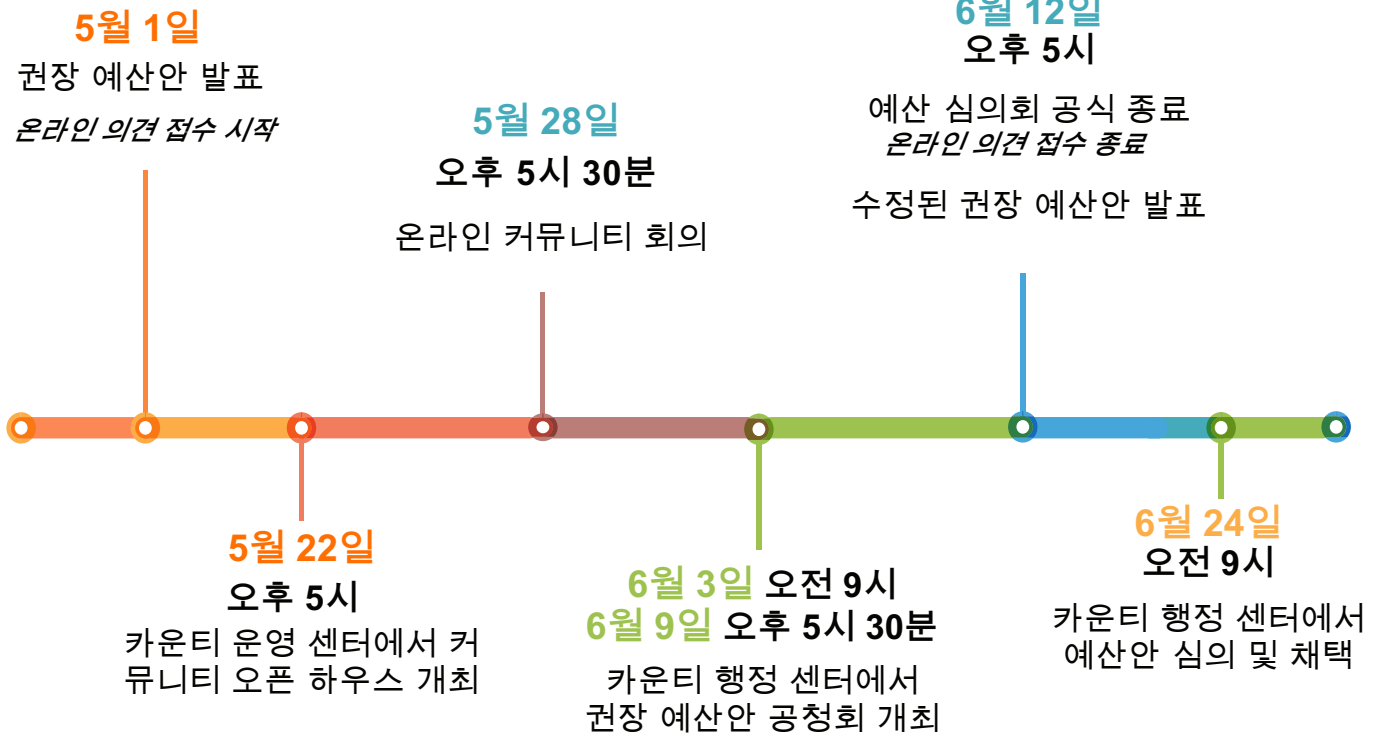 5월 1일
권장 예산안 발표
온라인 의견 접수 시작
5월 22일
오후 5시
카운티 운영 센터에서 커
뮤니티 오픈 하우스 개최
5월 28일
오후 5시 30분
온라인 커뮤니티 회의
6월 3일 오전 9시
6월 9일 오후 5시 30분
카운티 행정 센터에서
권장 예산안 공청회 개최
6월 12일
오후 5시
예산 심의회 공식 종료
온라인 의견 접수 종료
수정된 권장 예산안 발표
6월 24일
오전 9시
카운티 행정 센터에서
예산안 심의 및 채택